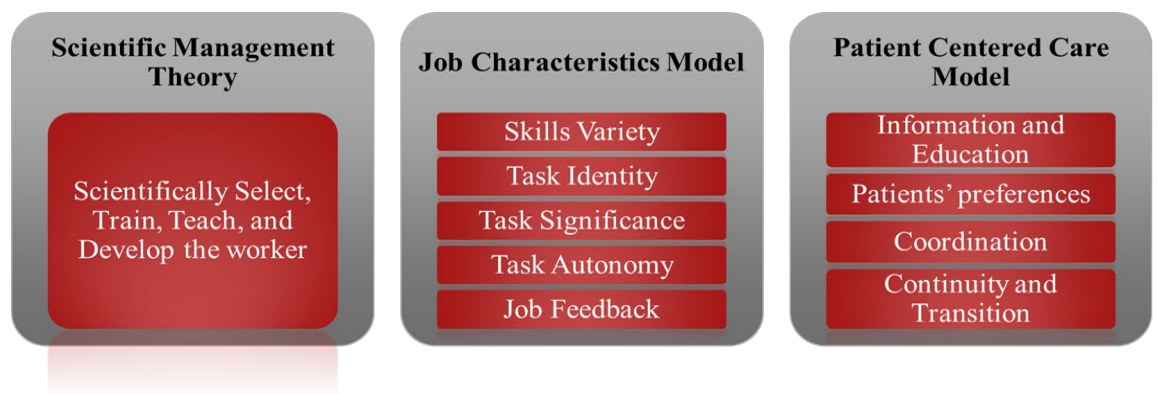 Scientific Management
Theory
Scientifically Select,
Train, Teach, and
Develop the worker
Job Characteristics Model
Skills Variety
Task Identity
Task Significance
Task Autonomy
Job Feedback
Patient Centered Care
Model
Information and
Education
Patients’ preferences
Coordination
Continuity and
Transition